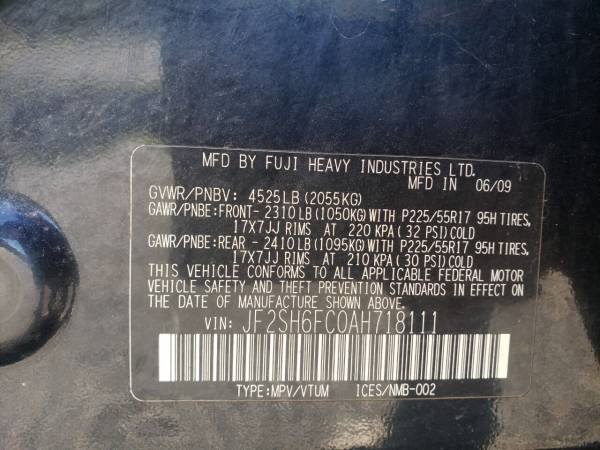 MFD BY FUJI HEAVY INDUSTRIES LTD.
MFD IN 06/09
GVWR/PNBV: 4525LB (2055KG)
GAWR/PNBE:FRONT- 2310LB (1050KG) WITH P225/55R17 95H TIRES,
17X7JJ RIMS AT 220 KPA ( 32 PSI) COLD
GAWR/PNBE:REAR - 2410LB (1095KG) WITH P225/55R17 95H TIRES,
17X7JJ RIMS AT 210 KPA ( 30 PSI) COLD
THIS VEHICLE CONFORMS TO ALL APPLICABLE FEDERAL MOTOR
VEHICLE SAFETY AND THEFT PREVENTION STANDARDS IN EFFECT ON
THE DATE OF MANUFACTURE SHOWN ABOVE.
VIN: JF2SH6FC0AH718111
TYPE:MPV/VTUM ICES/NMB-002